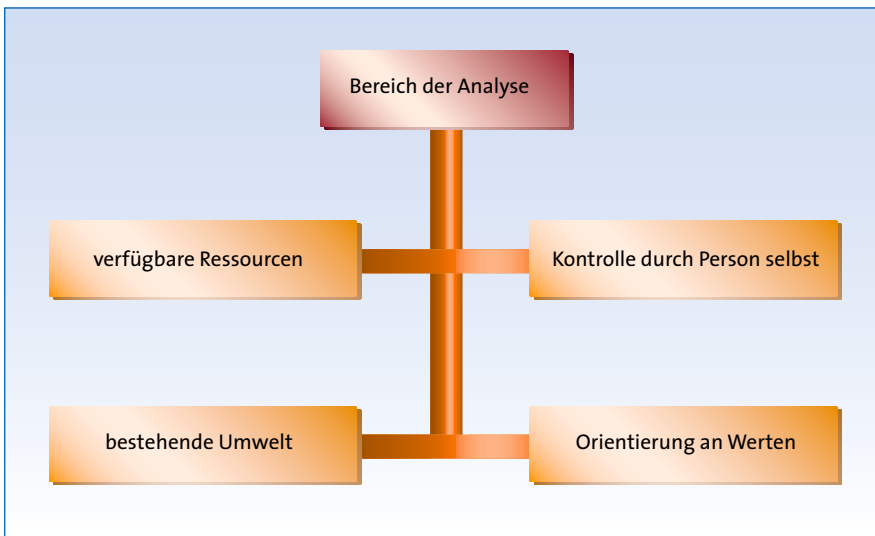 Bereich der Analyse
verfügbare Ressourcen
Kontrolle durch Person selbst
bestehende Umwelt
Orientierung an Werten